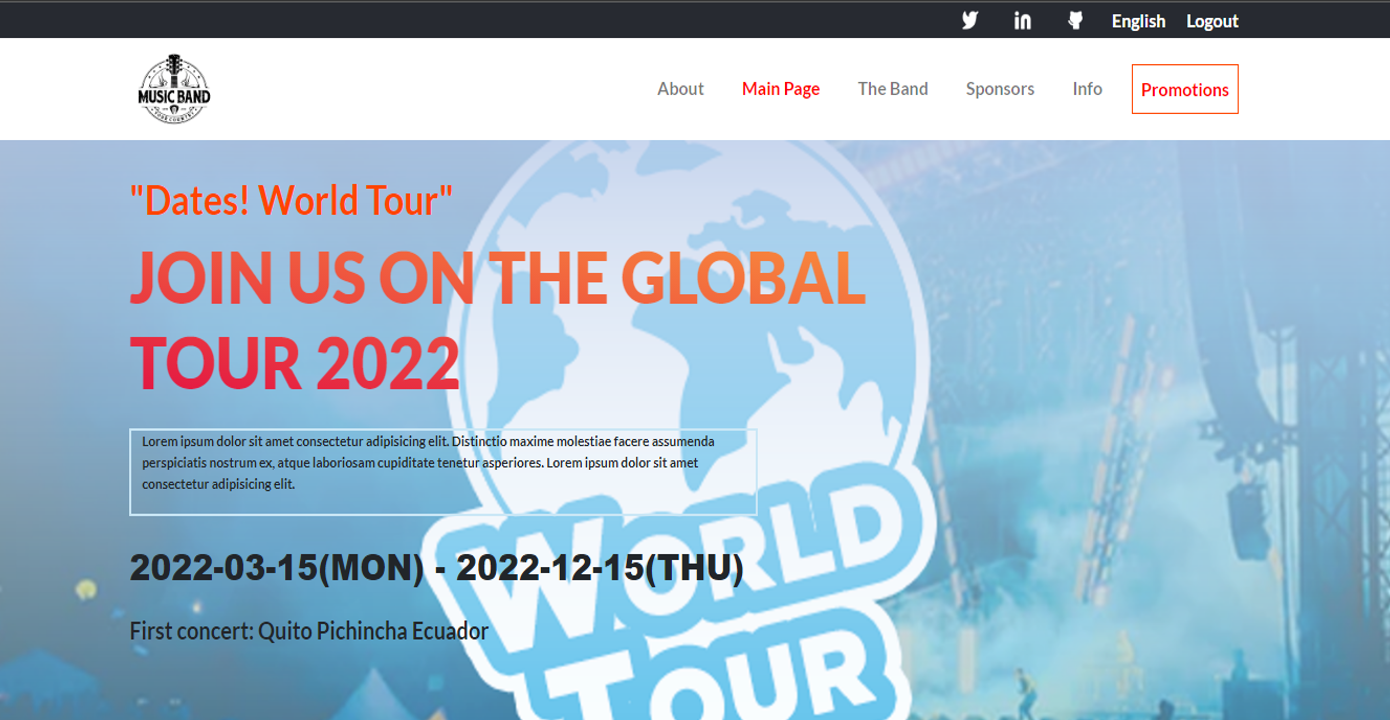 English Logout
MUSIC BAND
About Main Page The Band Sponsors Info Promotions
"Dates! World Tour"
JOIN US ON THE GLOBAL
TOUR 2022
Lorem ipsum dolor sit amet consectetur adipisicing elit. Distinctio maxime molestiae facere assumenda
perspiciatis nostrum ex, atque laboriosam cupiditate tenetur asperiores. Lorem ipsum dolor sit amet
consectetur adipisicing elit.
2022-03-15(MON) - 2022-12-15(THU)
First concert: Quito Pichincha Ecuador
WORLD
TOUR